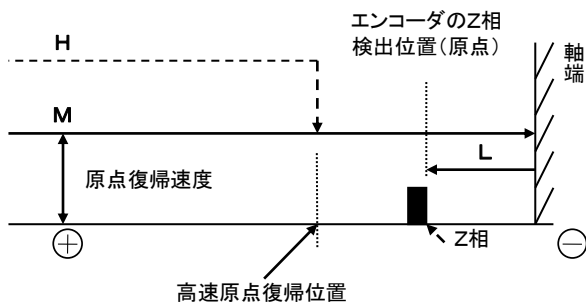 エンコーダのZ相
検出位置(原点)
軸端
H
M
L
原点復帰速度
+
Z相
−
高速原点復帰位置